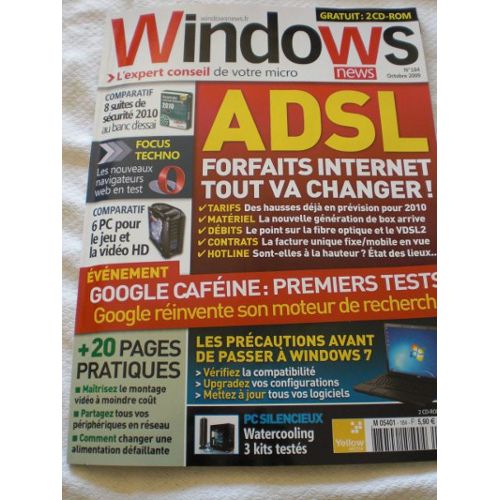 GRATUIT : 2 CD-ROM
windowsnews.fr
Windows
news
N° 184
Octobre 2009
> L'expert conseil de votre micro
COMPARATIF
8 suites de
sécurité 2010
au banc d'essai
2010
FOCUS
TECHNO
Les nouveaux
navigateurs
web en test
COMPARATIF
6 PC pour
le jeu et
la vidéo HD
ADSL
FORFAITS INTERNET
TOUT VA CHANGER !
✓ TARIFS Des hausses déjà en prévision pour 2010
✓ MATÉRIEL La nouvelle génération de box arrive
✓ DÉBITS Le point sur la fibre optique et le VDSL2
✓ CONTRATS La facture unique fixe/mobile en vue
✓ HOTLINE Sont-elles à la hauteur ? État des lieux..
ÉVÉNEMENT
GOOGLE CAFÉINE : PREMIERS TESTS
Google réinvente son moteur de recherch
+ 20 PAGES
PRATIQUES
■ Maîtrisez le montage
vidéo à moindre coût
■ Partagez tous vos
périphériques en réseau
■ Comment changer une
alimentation défaillante
LES PRÉCAUTIONS AVANT
DE PASSER À WINDOWS 7
> Vérifiez la compatibilité
> Upgradez vos configurations
> Mettez à jour tous vos logiciels
PC SILENCIEUX
Watercooling
3 kits testés
Yellow
2 CD-RO
M 05401 - 184 - F: 5,90 €